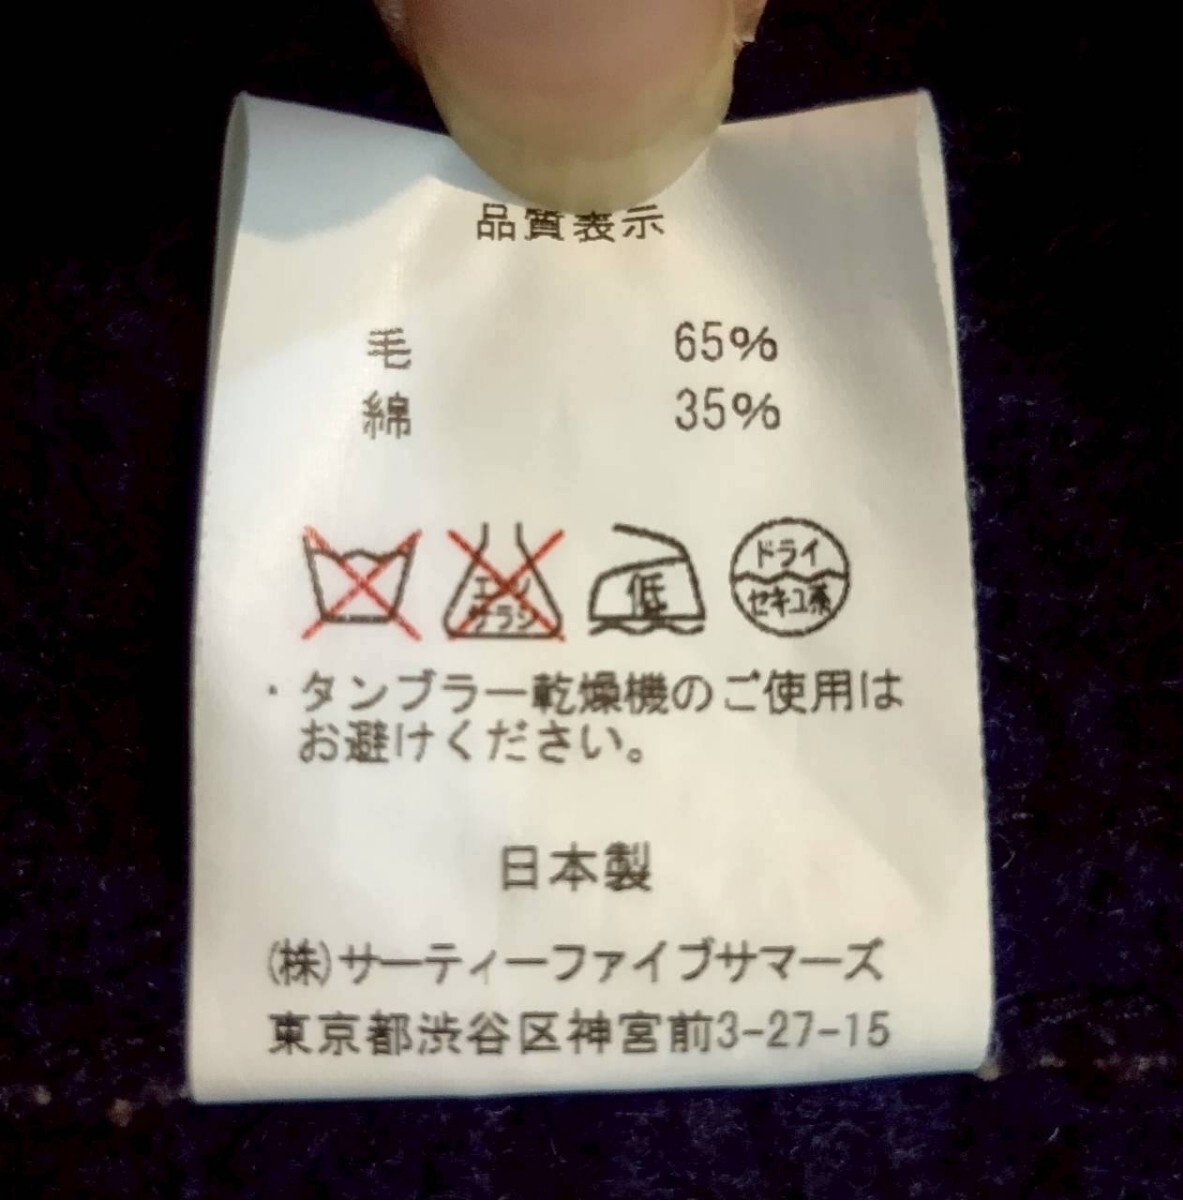 品質表示
毛 65%
綿 35%
エンソ
サラシ
低
ドライ
セキユ系
・タンブラー乾燥機のご使用は
お避けください。
日本製
(株)サーティーファイブサマーズ
東京都渋谷区神宮前3-27-15